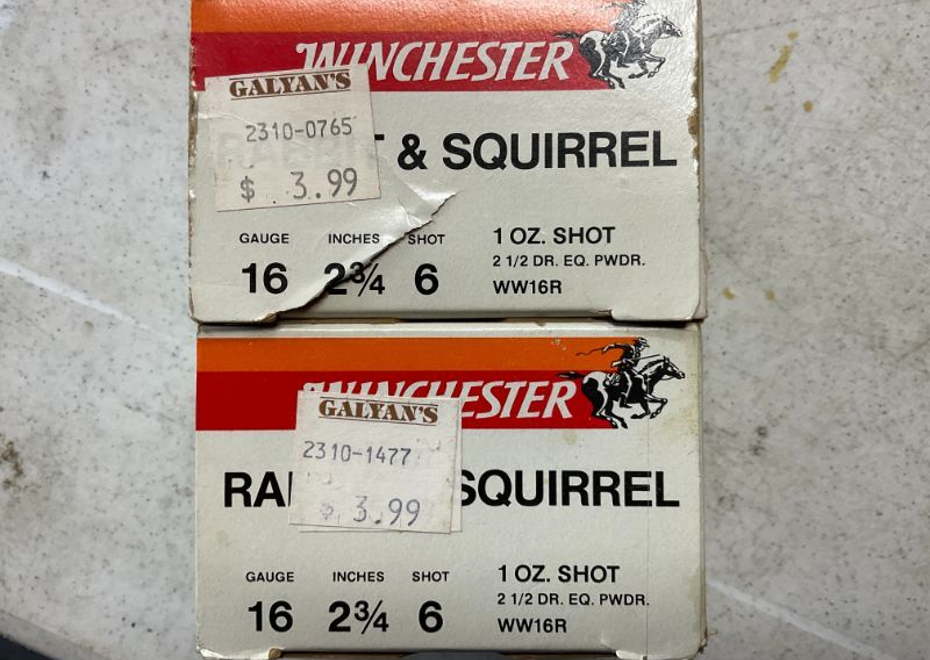 WINCHESTER
GALYAN'S
2310-0765
$ 3.99
& SQUIRREL
GAUGE INCHES SHOT
16 2¾ 6
1 OZ. SHOT
2 1/2 DR. EQ. PWDR.
WW16R
WINCHESTER
GALYAN'S
2310-1477
$ 3.99
SQUIRREL
GAUGE INCHES SHOT
16 2¾ 6
1 OZ. SHOT
2 1/2 DR. EQ. PWDR.
WW16R